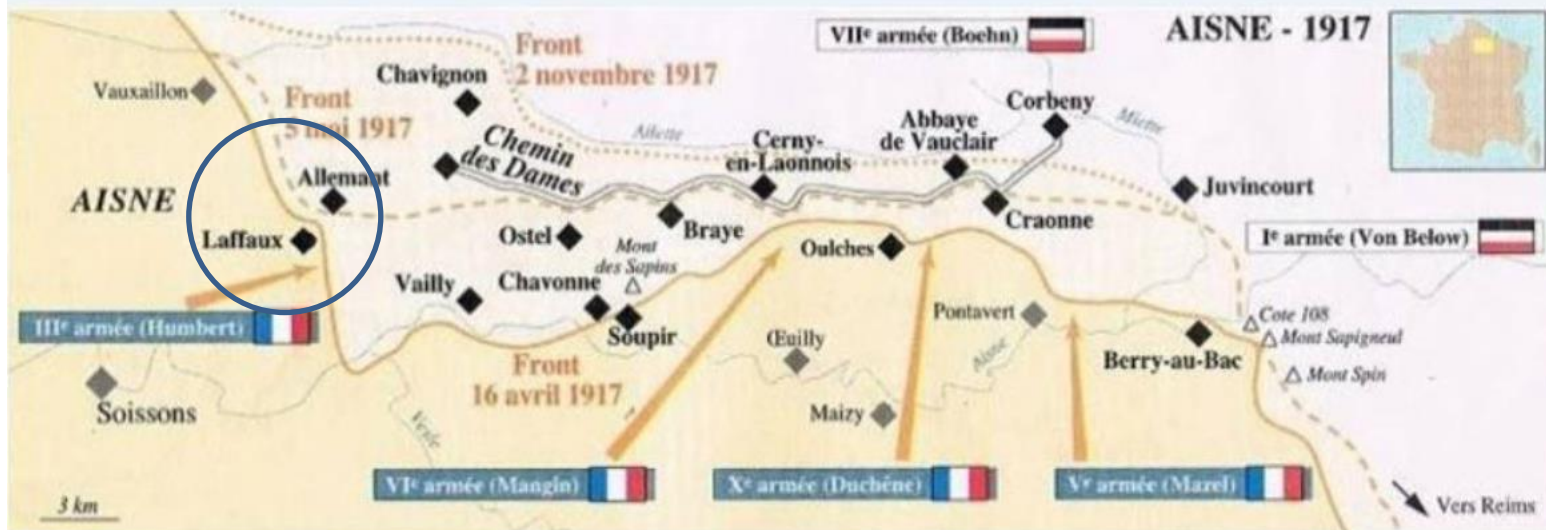 AISNE - 1917
VIIᵉ armée (Boehn)
Front
2 novembre 1917
Chavignon
Vauxaillon
Front
5 mai 1917
Corbeny
Miette
Ailette
Abbaye
de Vauclair
Chemin
des Dames
Cerny-
en-Laonnois
Allemant
AISNE
Juvincourt
Craonne
Laffaux
Ostel
Braye
Mont
des Sapins
Oulches
Iᵉ armée (Von Below)
Vailly
Chavonne
Soupir
Pontavert
Cote 108
IIIᵉ armée (Humbert)
Mont Sapigneul
Œuilly
Aisne
Berry-au-Bac
Front
16 avril 1917
Mont Spin
Soissons
Maizy
Vesle
VIᵉ armée (Mangin)
Xᵉ armée (Duchêne)
Vᵉ armée (Mazel)
3 km
Vers Reims